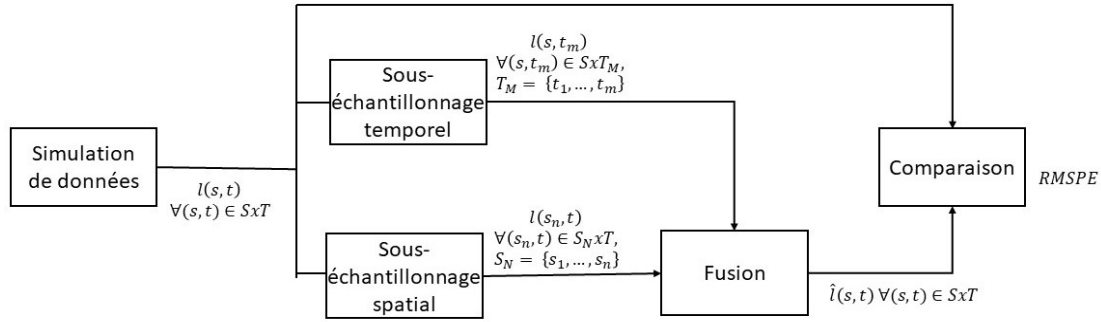 Simulation
de données
l(s,t)
∀(s,t) ∈ SxT
Sous-
échantillonnage
temporel
l(s,t_m)
∀(s,t_m) ∈ SxT_M,
T_M = {t_1,…,t_m}
Sous-
échantillonnage
spatial
l(s_n,t)
∀(s_n,t) ∈ S_NxT,
S_N = {s_1,…,s_n}
Fusion
l̂(s,t) ∀(s,t) ∈ SxT
Comparaison
RMSPE